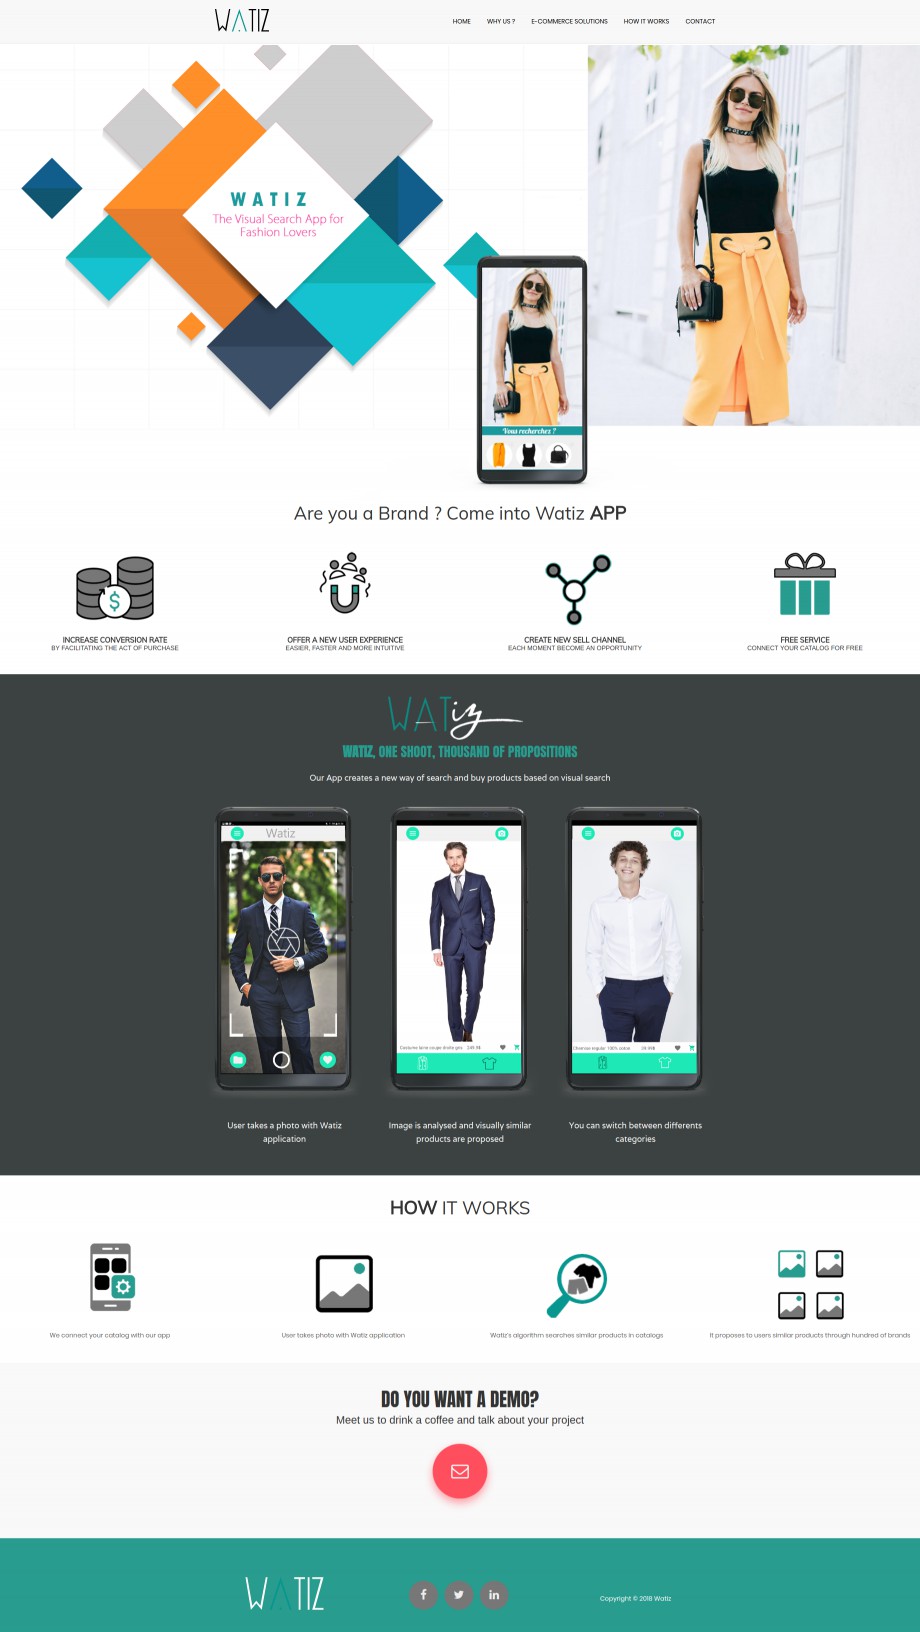 WATIZ
HOME WHY US ? E-COMMERCE SOLUTIONS HOW IT WORKS CONTACT
WATIZ
The Visual Search App for
Fashion Lovers
Vous recherchez ?
Are you a Brand ? Come into Watiz APP
INCREASE CONVERSION RATE
BY FACILITATING THE ACT OF PURCHASE
OFFER A NEW USER EXPERIENCE
EASIER, FASTER AND MORE INTUITIVE
CREATE NEW SELL CHANNEL
EACH MOMENT BECOME AN OPPORTUNITY
FREE SERVICE
CONNECT YOUR CATALOG FOR FREE
WATiz
WATIZ, ONE SHOOT, THOUSAND OF PROPOSITIONS
Our App creates a new way of search and buy products based on visual search
Watiz
User takes a photo with Watiz
application
Image is analysed and visually similar
products are proposed
You can switch between differents
categories
HOW IT WORKS
We connect your catalog with our app
User takes photo with Watiz application
Watiz's algorithm searches similar products in catalogs
It proposes to users similar products through hundred of brands
DO YOU WANT A DEMO?
Meet us to drink a coffee and talk about your project
WATIZ
Copyright © 2018 Watiz